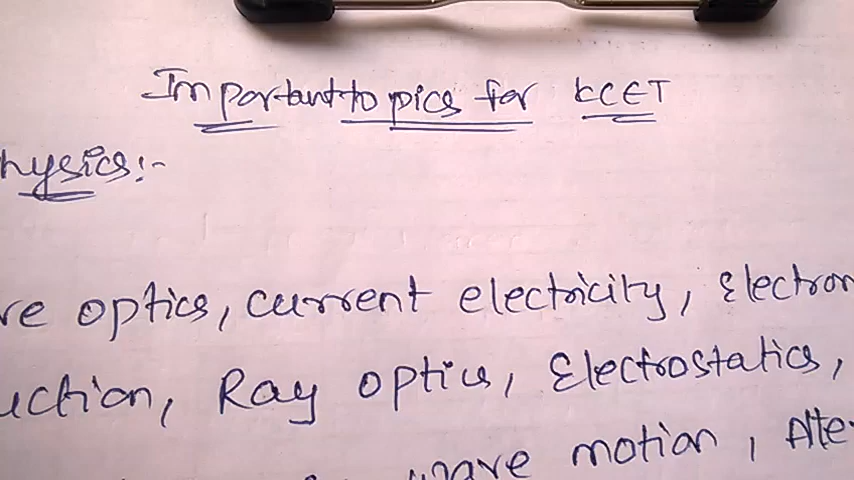 Important topics for KCET
hysics:-
re optics, current electricity, Electron
uction, Ray optics, Electrostatics,
wave motion, Alte